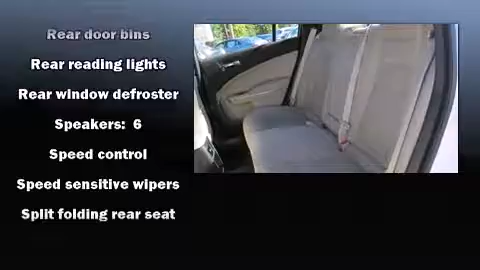 Rear door bins
Rear reading lights
Rear window defroster
Speakers:  6
Speed control
Speed sensitive wipers
Split folding rear seat